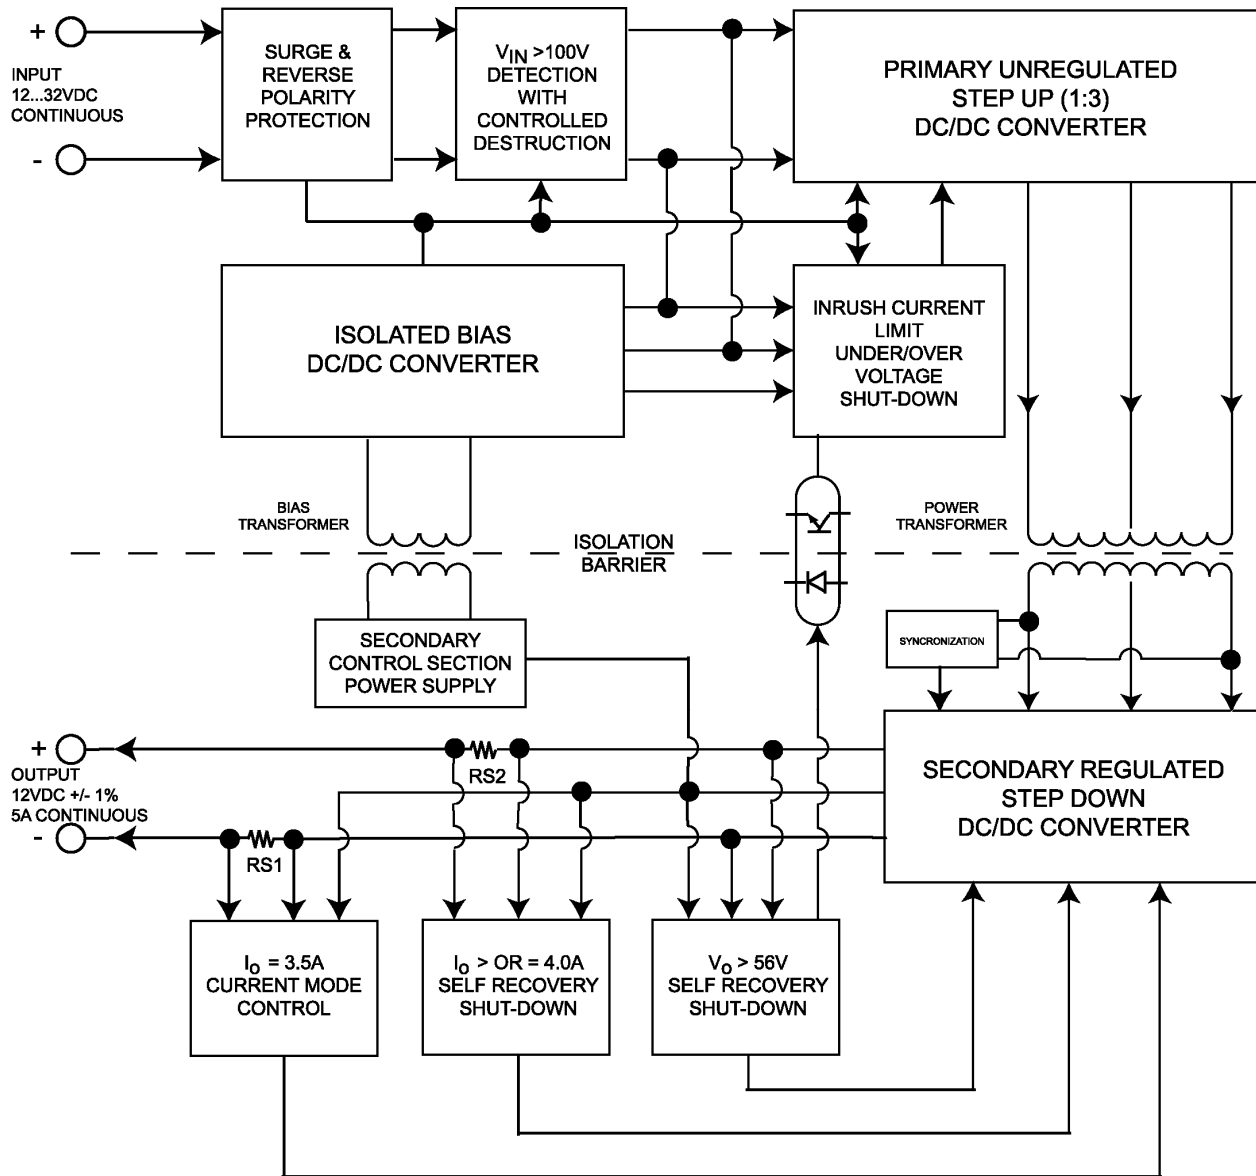 +
INPUT
12...32VDC
CONTINUOUS
-
SURGE &
REVERSE
POLARITY
PROTECTION
VIN >100V
DETECTION
WITH
CONTROLLED
DESTRUCTION
PRIMARY UNREGULATED
STEP UP (1:3)
DC/DC CONVERTER
ISOLATED BIAS
DC/DC CONVERTER
INRUSH CURRENT
LIMIT
UNDER/OVER
VOLTAGE
SHUT-DOWN
BIAS
TRANSFORMER
POWER
TRANSFORMER
ISOLATION
BARRIER
SECONDARY
CONTROL SECTION
POWER SUPPLY
SYNCRONIZATION
+
OUTPUT
12VDC +/- 1%
5A CONTINUOUS
-
RS2
RS1
SECONDARY REGULATED
STEP DOWN
DC/DC CONVERTER
Io = 3.5A
CURRENT MODE
CONTROL
Io > OR = 4.0A
SELF RECOVERY
SHUT-DOWN
Vo > 56V
SELF RECOVERY
SHUT-DOWN